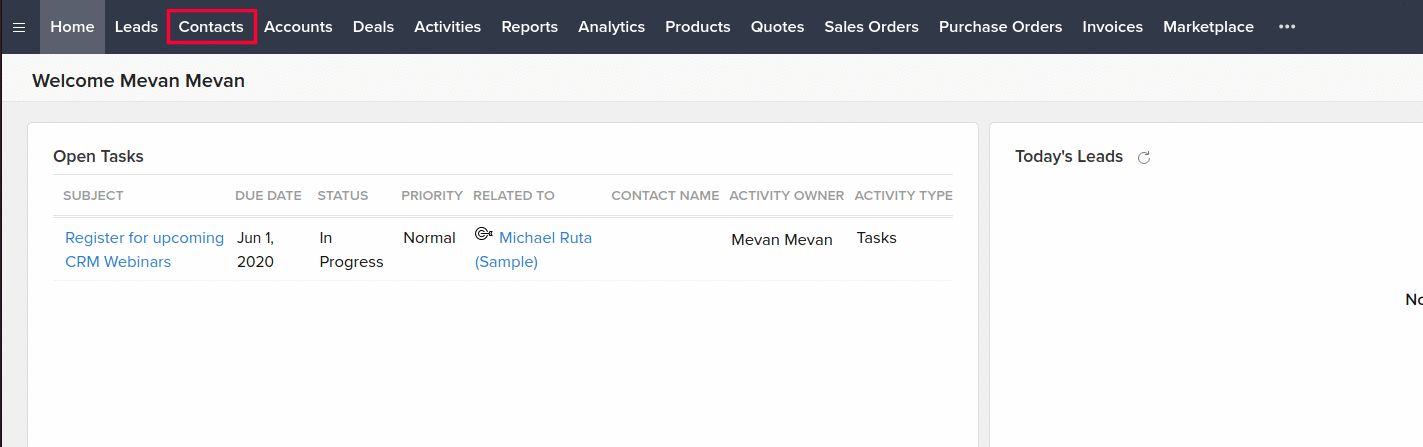 Home Leads Contacts Accounts Deals Activities Reports Analytics Products Quotes Sales Orders Purchase Orders Invoices Marketplace •••
Welcome Mevan Mevan
Open Tasks
SUBJECT DUE DATE STATUS PRIORITY RELATED TO CONTACT NAME ACTIVITY OWNER ACTIVITY TYPE
Register for upcoming Jun 1, In Normal Michael Ruta Mevan Mevan Tasks
CRM Webinars 2020 Progress (Sample)
Today's Leads